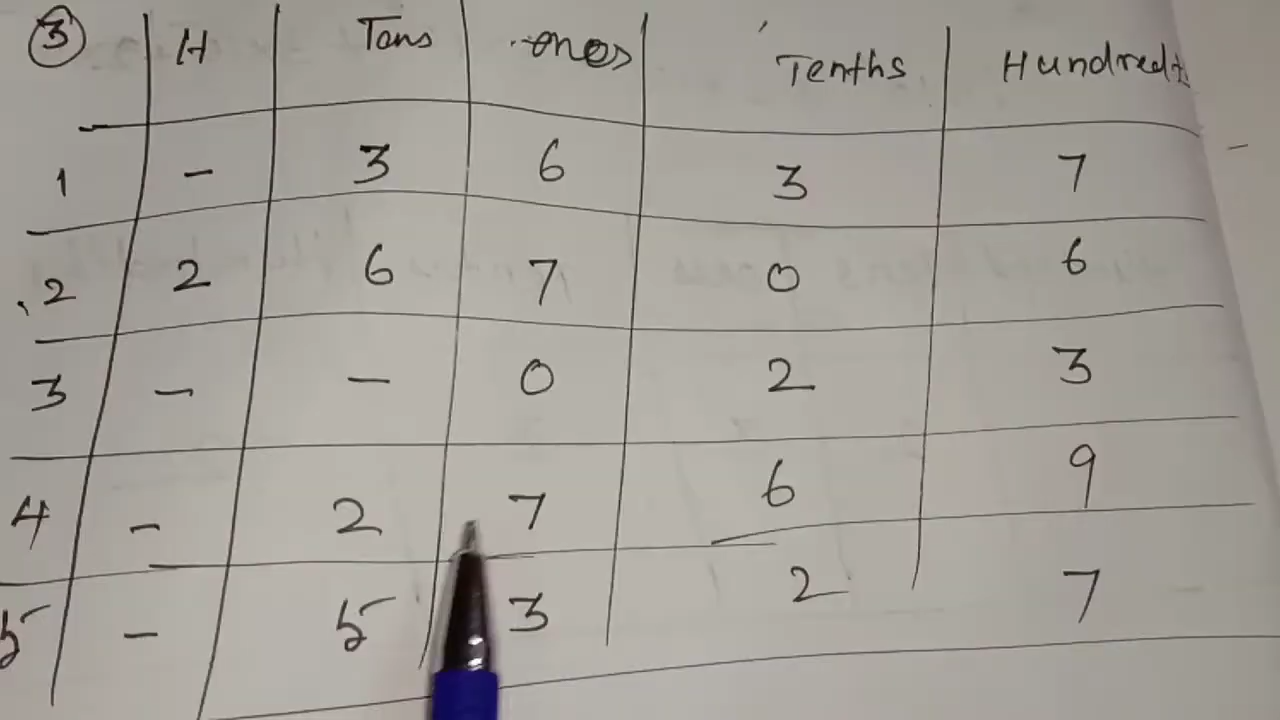 3 H Tens ones Tenths Hundredt
1 - 3 6 3 7
2 2 6 7 0 6
3 - - 0 2 3
4 - 2 7 6 9
5 - 5 3 2 7